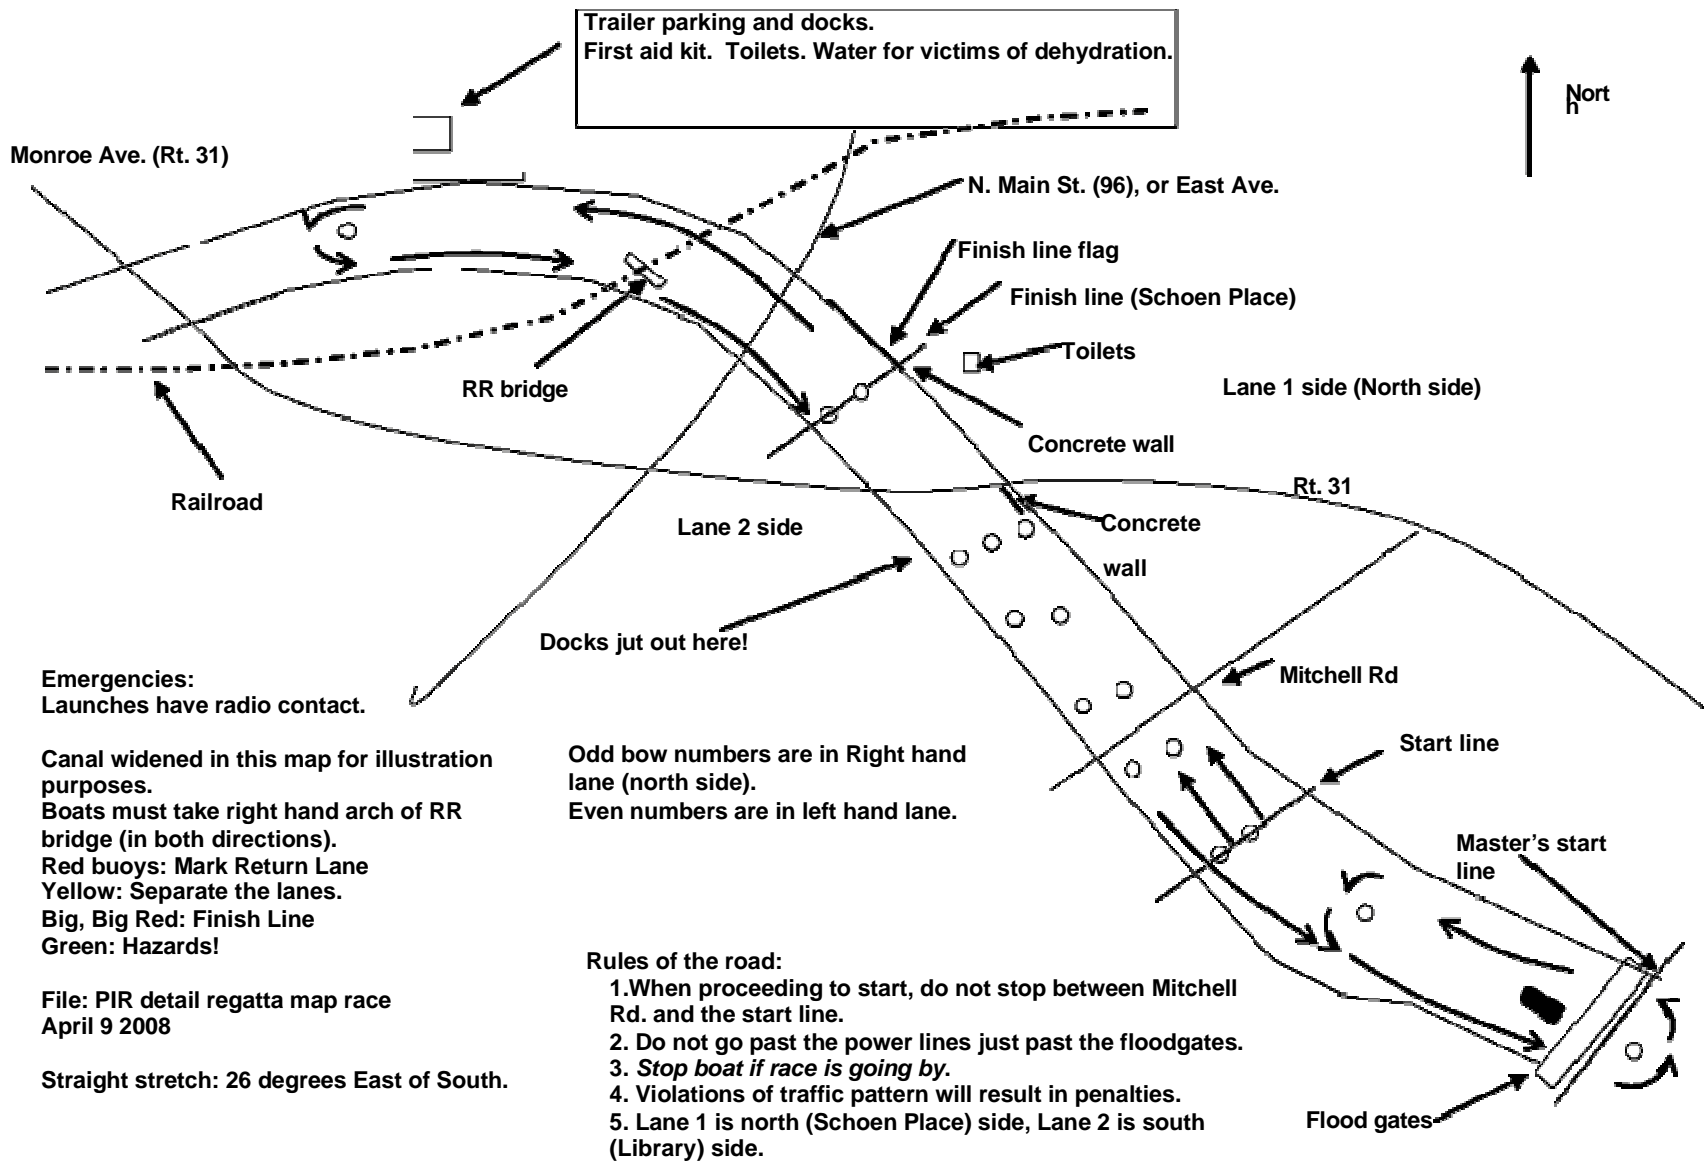 Trailer parking and docks.
First aid kit.  Toilets. Water for victims of dehydration.
Nort
h
Monroe Ave. (Rt. 31)
N. Main St. (96), or East Ave.
Finish line flag
Finish line (Schoen Place)
Toilets
RR bridge
Lane 1 side (North side)
Concrete wall
Railroad
Rt. 31
Lane 2 side
Concrete
wall
Docks jut out here!
Mitchell Rd
Start line
Master's start
line
Flood gates
Emergencies:
Launches have radio contact.
Canal widened in this map for illustration
purposes.
Boats must take right hand arch of RR
bridge (in both directions).
Red buoys: Mark Return Lane
Yellow: Separate the lanes.
Big, Big Red: Finish Line
Green: Hazards!
File: PIR detail regatta map race
April 9 2008
Straight stretch: 26 degrees East of South.
Odd bow numbers are in Right hand
lane (north side).
Even numbers are in left hand lane.
Rules of the road:
1.When proceeding to start, do not stop between Mitchell
Rd. and the start line.
2. Do not go past the power lines just past the floodgates.
3. Stop boat if race is going by.
4. Violations of traffic pattern will result in penalties.
5. Lane 1 is north (Schoen Place) side, Lane 2 is south
(Library) side.